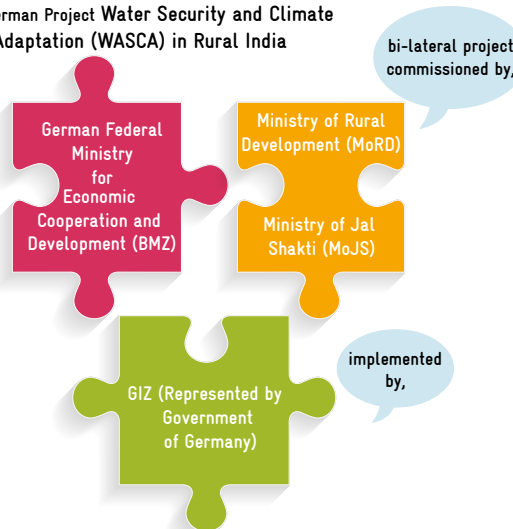 erman Project Water Security and Climate
Adaptation (WASCA) in Rural India
bi-lateral project
commissioned by,
German Federal
Ministry
for
Economic
Cooperation and
Development (BMZ)
Ministry of Rural
Development (MoRD)
Ministry of Jal
Shakti (MoJS)
implemented
by,
GIZ (Represented by
Government
of Germany)